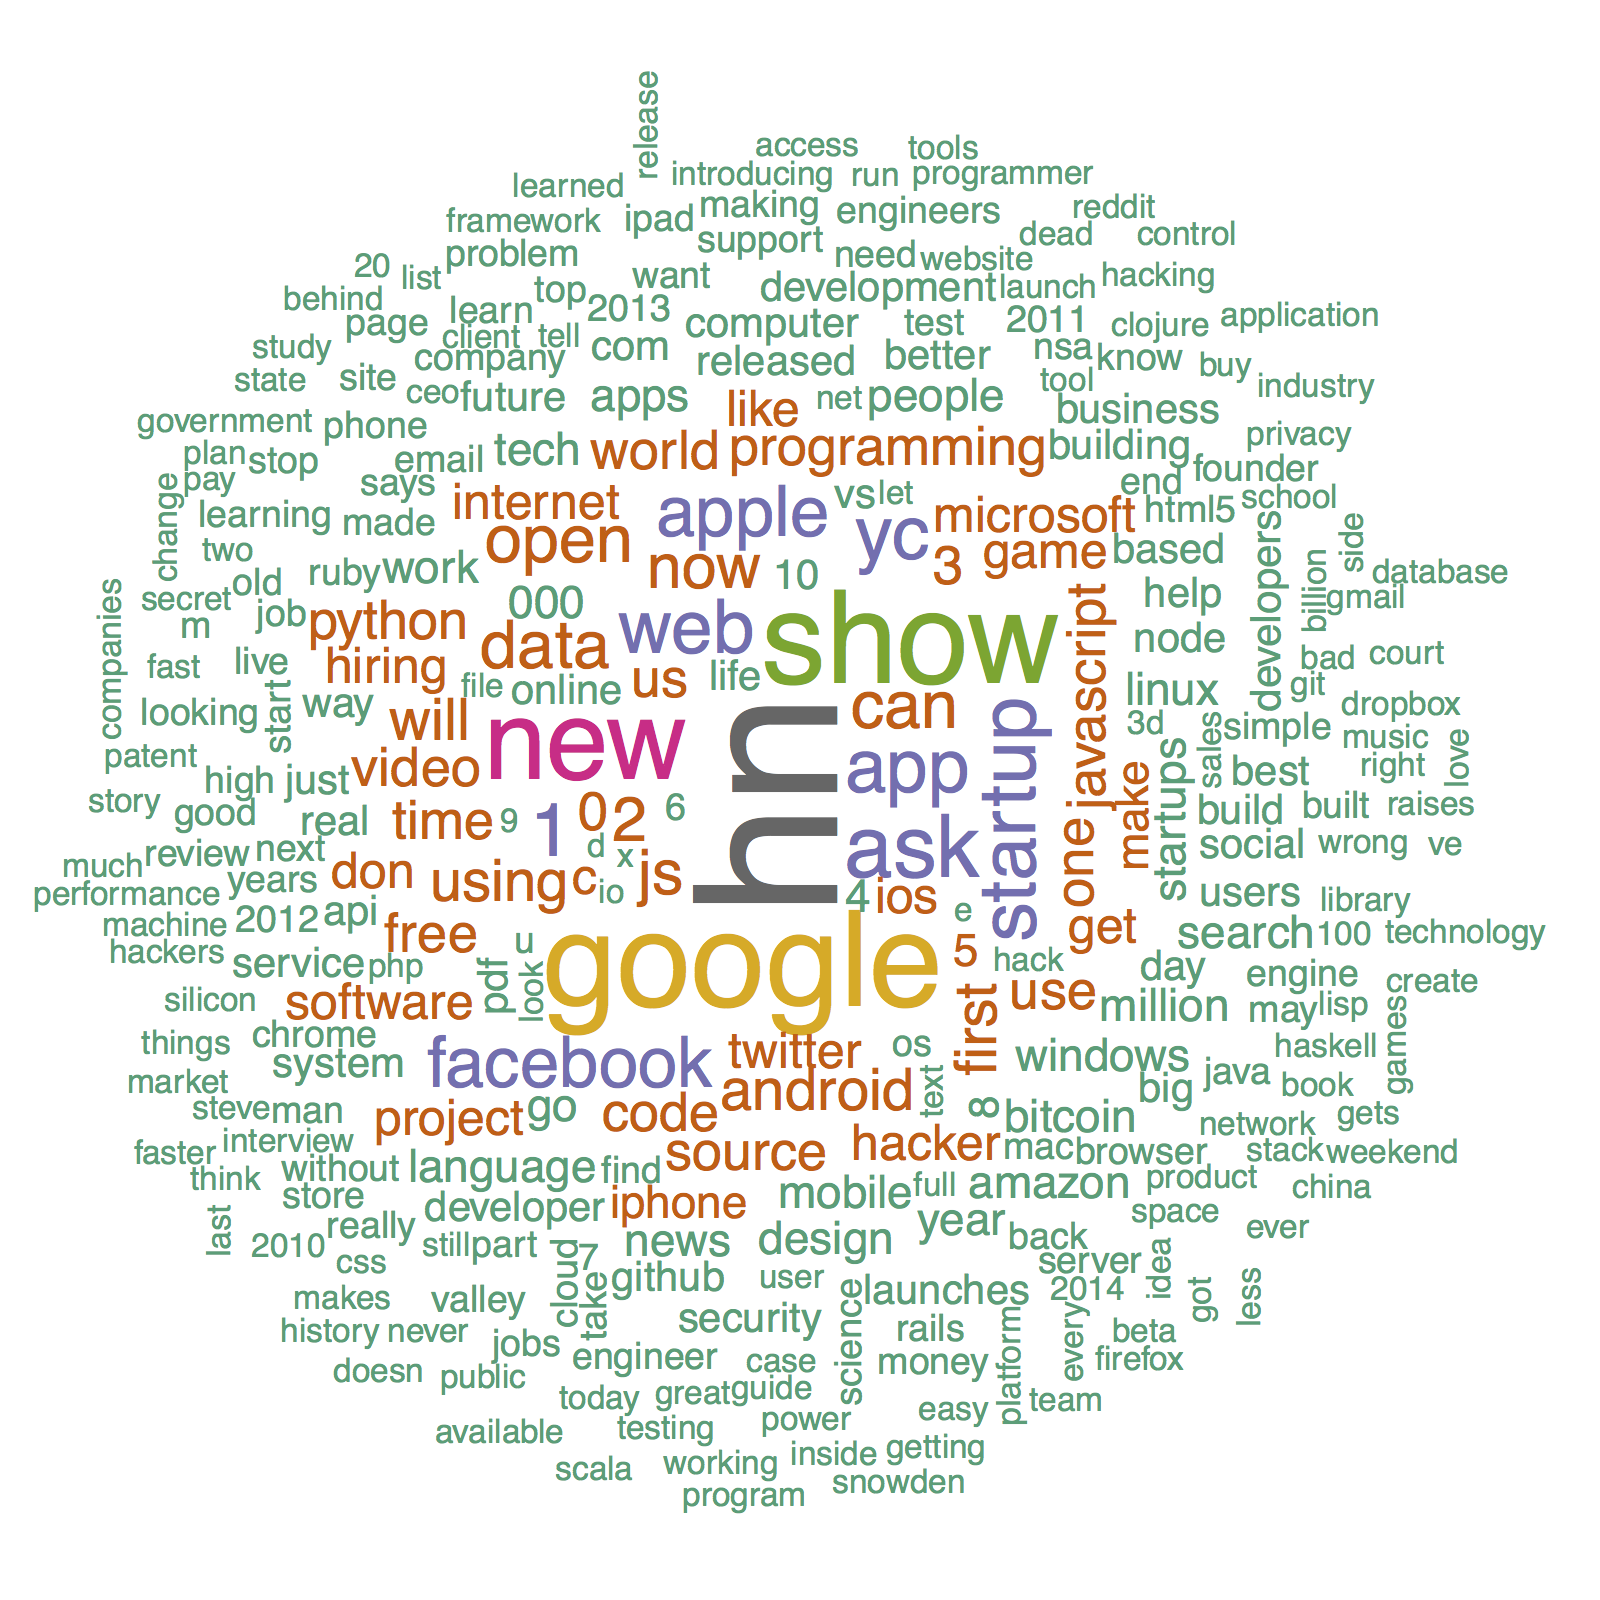 release
access tools
introducing run programmer
learned
making engineers reddit
framework ipad
support dead control
problem need website
20 list want hacking
behind top development launch
learn 2013
page computer test 2011 clojure application
client tell
study company com released better nsa know buy
state site ceo future apps net people tool industry
government phone like business
plan stop email tech world programming building privacy
pay says founder
change learning made internet apple vs let end school
open yc microsoft html5
two now 3 game based side
old ruby work 10 developers database
companies secret job 000 help billion gmail
m python web show javascript node
fast live hiring data us life bad court
looking start way file online linux git dropbox
will new hn can startup 3d simple music
patent sales right love
high just video app startups best
story good real time 9 1 0 2 6 make build built raises
much review next d x ask one social wrong ve
performance years don using c io js 4 ios users library
machine 2012 api e
hackers free u google 5 get search 100 technology
service php pdf look hack day engine create
silicon software first use million may lisp
things chrome twitter os windows haskell games
market system facebook android text big java book
steve man project go code 8 bitcoin network gets
faster interview source hacker mac browser stack weekend
think without language find
store developer iphone mobile full amazon product china
last really year space ever
2010 still part news design back
css cloud 7 github user launches server 2014 idea got less
makes valley take science
history never security rails platform every beta
jobs engineer case money firefox
doesn public today great guide team
available testing power easy
scala working inside getting
program snowden